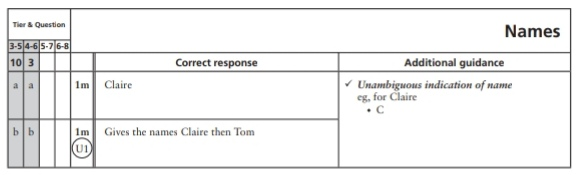 Tier & Question
Names
3-5 4-6 5-7 6-8
10 3
Correct response
Additional guidance
a a
1m
Claire
✓ Unambiguous indication of name
eg, for Claire
• C
b b
1m
Gives the names Claire then Tom
U1